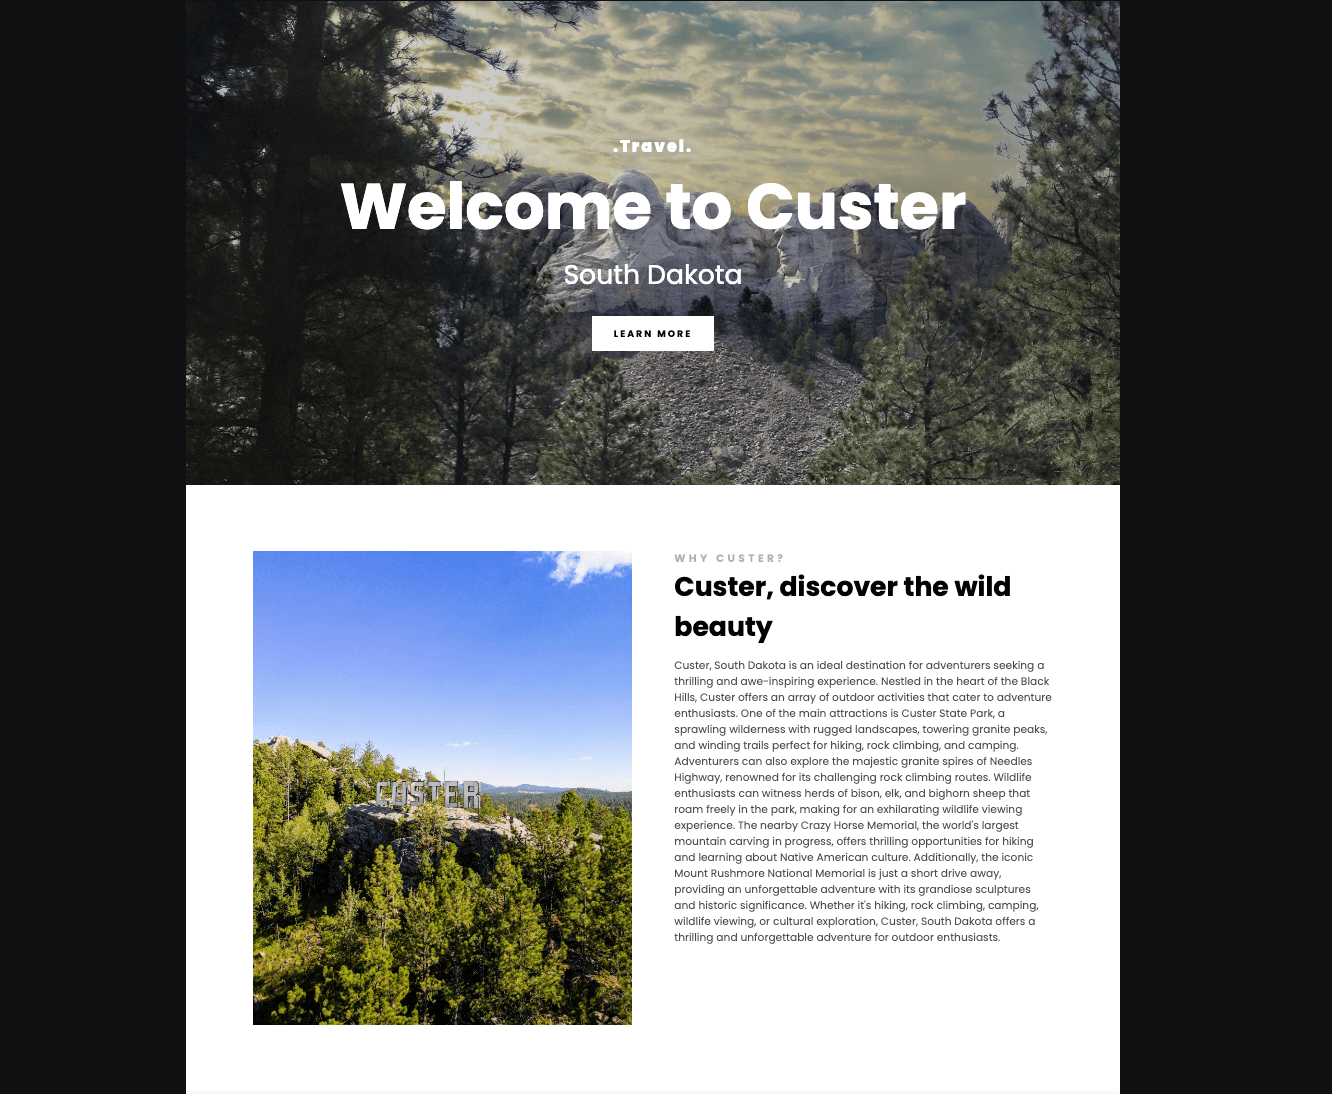 .Travel.
Welcome to Custer
South Dakota
LEARN MORE
WHY CUSTER?
Custer, discover the wild
beauty
CUSTER
Custer, South Dakota is an ideal destination for adventurers seeking a
thrilling and awe-inspiring experience. Nestled in the heart of the Black
Hills, Custer offers an array of outdoor activities that cater to adventure
enthusiasts. One of the main attractions is Custer State Park, a
sprawling wilderness with rugged landscapes, towering granite peaks,
and winding trails perfect for hiking, rock climbing, and camping.
Adventurers can also explore the majestic granite spires of Needles
Highway, renowned for its challenging rock climbing routes. Wildlife
enthusiasts can witness herds of bison, elk, and bighorn sheep that
roam freely in the park, making for an exhilarating wildlife viewing
experience. The nearby Crazy Horse Memorial, the world's largest
mountain carving in progress, offers thrilling opportunities for hiking
and learning about Native American culture. Additionally, the iconic
Mount Rushmore National Memorial is just a short drive away,
providing an unforgettable adventure with its grandiose sculptures
and historic significance. Whether it's hiking, rock climbing, camping,
wildlife viewing, or cultural exploration, Custer, South Dakota offers a
thrilling and unforgettable adventure for outdoor enthusiasts.